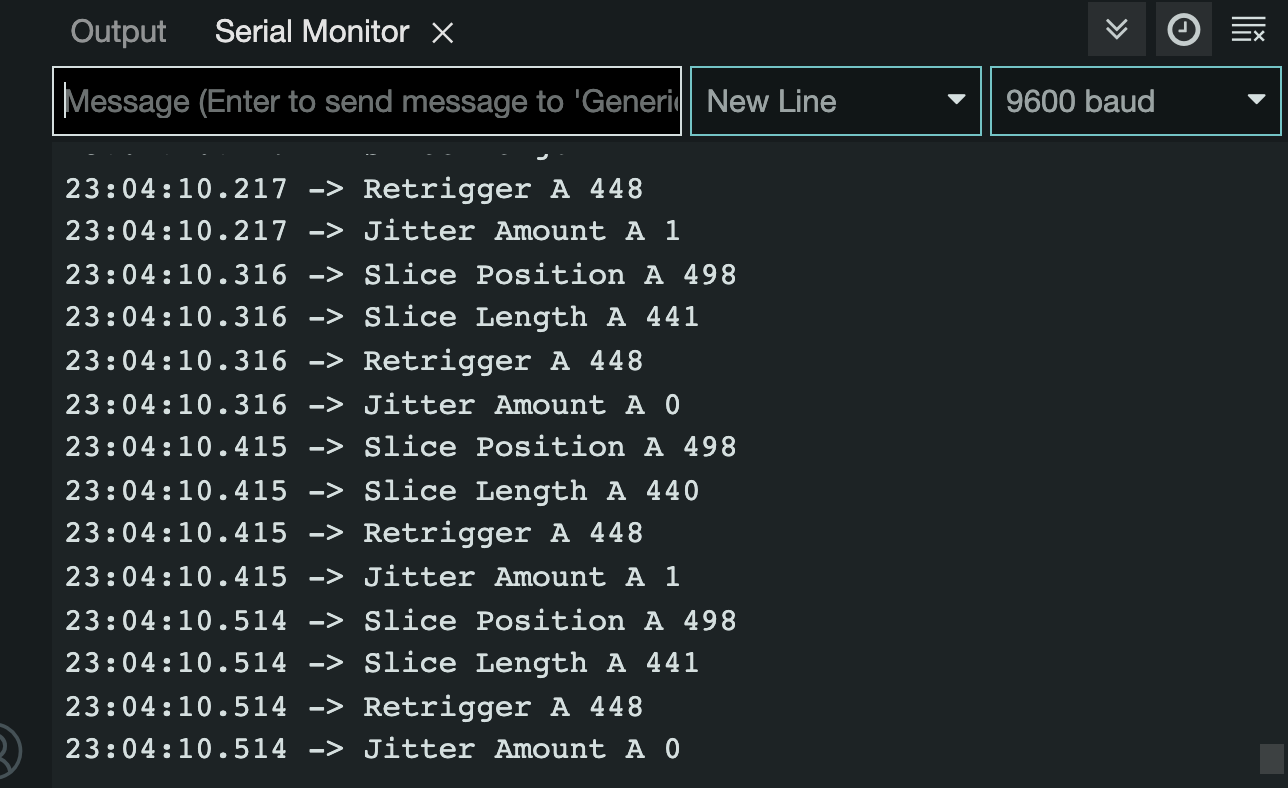 Output Serial Monitor
Message (Enter to send message to 'Generi
New Line
9600 baud
23:04:10.217 -> Retrigger A 448
23:04:10.217 -> Jitter Amount A 1
23:04:10.316 -> Slice Position A 498
23:04:10.316 -> Slice Length A 441
23:04:10.316 -> Retrigger A 448
23:04:10.316 -> Jitter Amount A 0
23:04:10.415 -> Slice Position A 498
23:04:10.415 -> Slice Length A 440
23:04:10.415 -> Retrigger A 448
23:04:10.415 -> Jitter Amount A 1
23:04:10.514 -> Slice Position A 498
23:04:10.514 -> Slice Length A 441
23:04:10.514 -> Retrigger A 448
23:04:10.514 -> Jitter Amount A 0